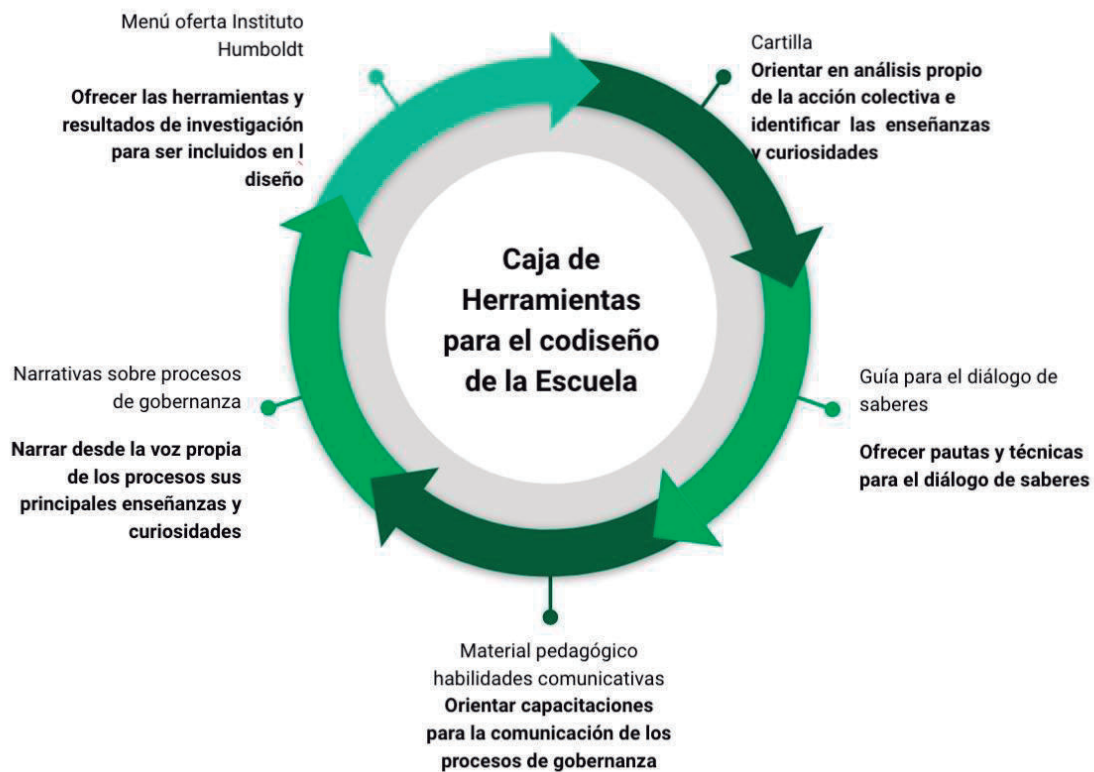 Menú oferta Instituto
Humboldt
Ofrecer las herramientas y
resultados de investigación
para ser incluidos en l
diseño
Cartilla
Orientar en análisis propio
de la acción colectiva e
identificar las enseñanzas
y curiosidades
Caja de
Herramientas
para el codiseño
de la Escuela
Narrativas sobre procesos
de gobernanza
Narrar desde la voz propia
de los procesos sus
principales enseñanzas y
curiosidades
Guía para el diálogo de
saberes
Ofrecer pautas y técnicas
para el diálogo de saberes
Material pedagógico
habilidades comunicativas
Orientar capacitaciones
para la comunicación de los
procesos de gobernanza